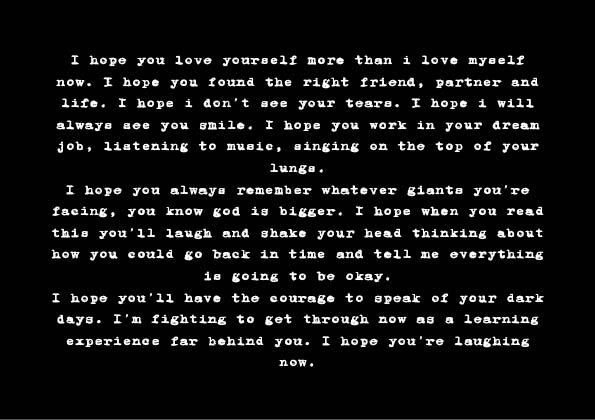 I hope you love yourself more than i love myself
now. I hope you found the right friend, partner and
life. I hope i don't see your tears. I hope i will
always see you smile. I hope you work in your dream
job, listening to music, singing on the top of your
lungs.
I hope you always remember whatever giants you're
facing, you know god is bigger. I hope when you read
this you'll laugh and shake your head thinking about
how you could go back in time and tell me everything
is going to be okay.
I hope you'll have the courage to speak of your dark
days. I'm fighting to get through now as a learning
experience far behind you. I hope you're laughing
now.